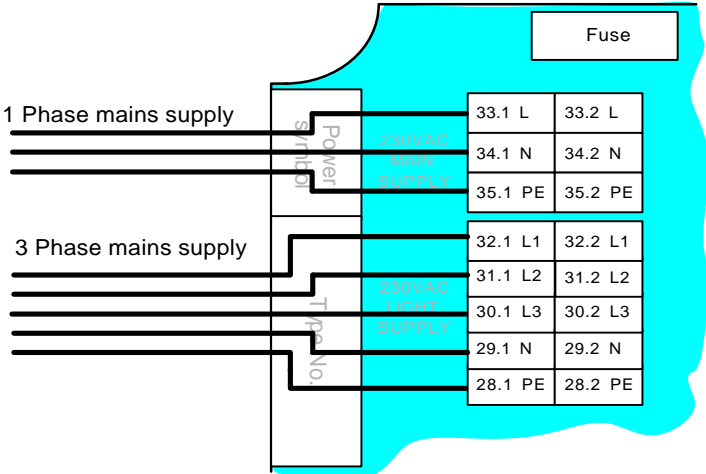 Fuse
1 Phase mains supply
Power
symbol
230VAC
MAIN
SUPPLY
33.1 L 33.2 L
34.1 N 34.2 N
35.1 PE 35.2 PE
3 Phase mains supply
Type No.
230VAC
LIGHT
SUPPLY
32.1 L1 32.2 L1
31.1 L2 31.2 L2
30.1 L3 30.2 L3
29.1 N 29.2 N
28.1 PE 28.2 PE